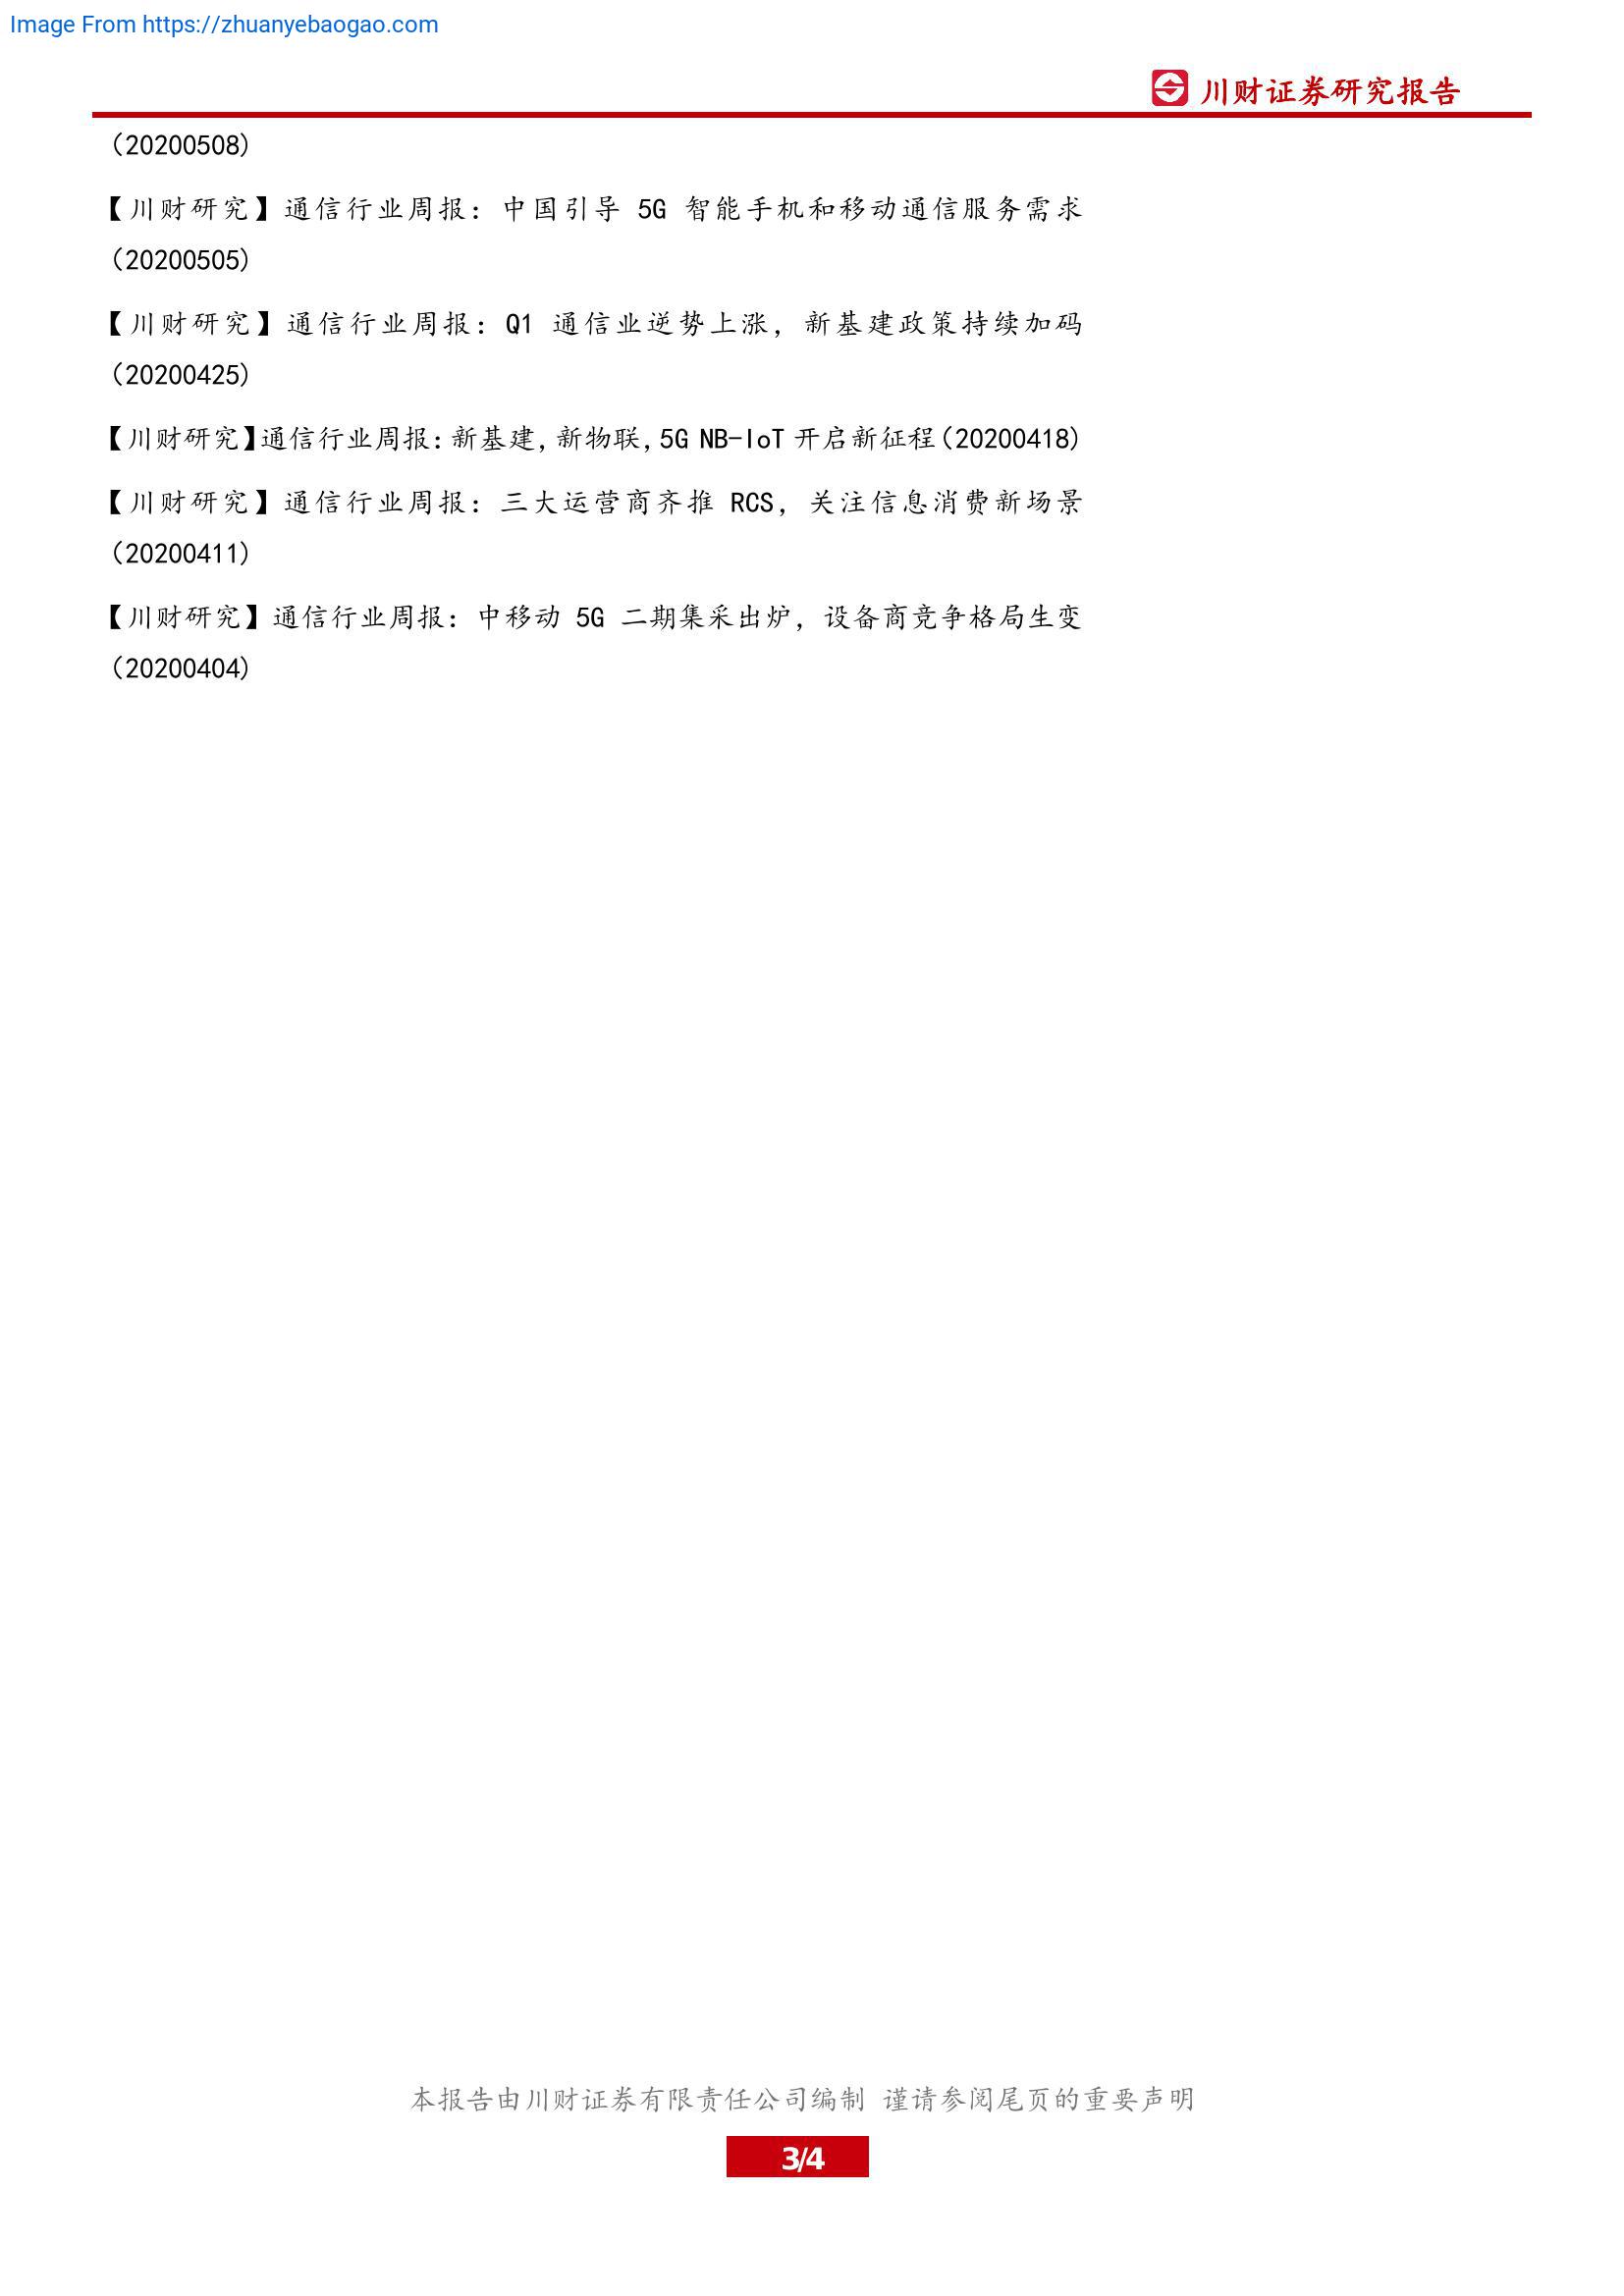 Image From https://zhuanyebaogao.com
川财证券研究报告
（20200508）
【川财研究】通信行业周报：中国引导 5G 智能手机和移动通信服务需求
（20200505）
【川财研究】通信行业周报：Q1 通信业逆势上涨，新基建政策持续加码
（20200425）
【川财研究】通信行业周报：新基建，新物联，5G NB-IoT 开启新征程（20200418）
【川财研究】通信行业周报：三大运营商齐推 RCS，关注信息消费新场景
（20200411）
【川财研究】通信行业周报：中移动 5G 二期集采出炉，设备商竞争格局生变
（20200404）
本报告由川财证券有限责任公司编制 谨请参阅尾页的重要声明
3/4